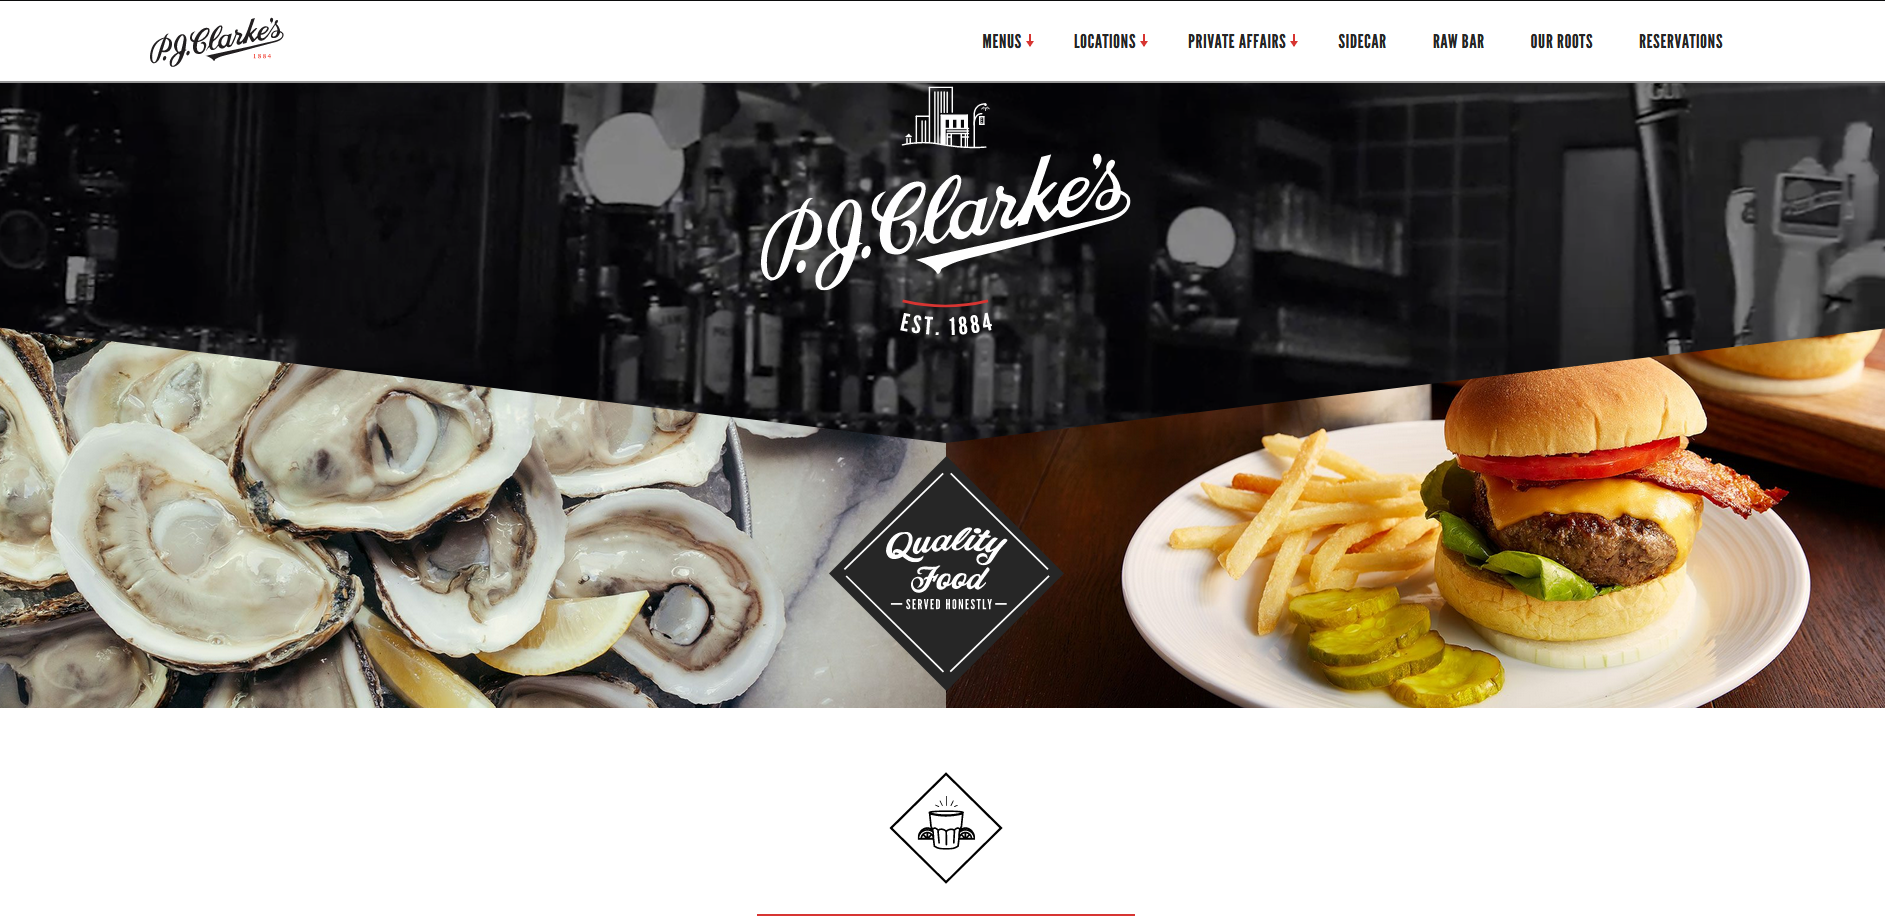 P.J. Clarke's
1884
MENUS
LOCATIONS
PRIVATE AFFAIRS
SIDECAR
RAW BAR
OUR ROOTS
RESERVATIONS
P.J. Clarke's
EST. 1884
Quality
Food
SERVED HONESTLY